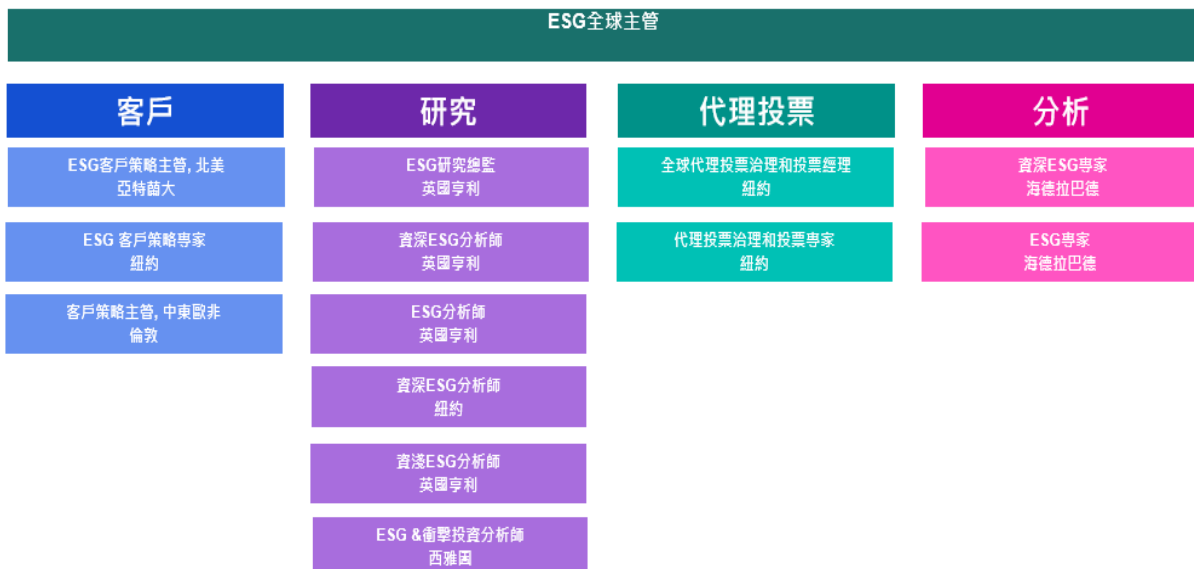 ESG全球主管
客戶
研究
代理投票
分析
ESG客戶策略主管, 北美
亞特蘭大
ESG研究總監
英國亨利
全球代理投票治理和投票經理
紐約
資深ESG專家
海德拉巴德
ESG 客戶策略專家
紐約
資深ESG分析師
英國亨利
代理投票治理和投票專家
紐約
ESG專家
海德拉巴德
客戶策略主管, 中東歐非
倫敦
ESG分析師
英國亨利
資深ESG分析師
紐約
資淺ESG分析師
英國亨利
ESG &衝擊投資分析師
西雅圖